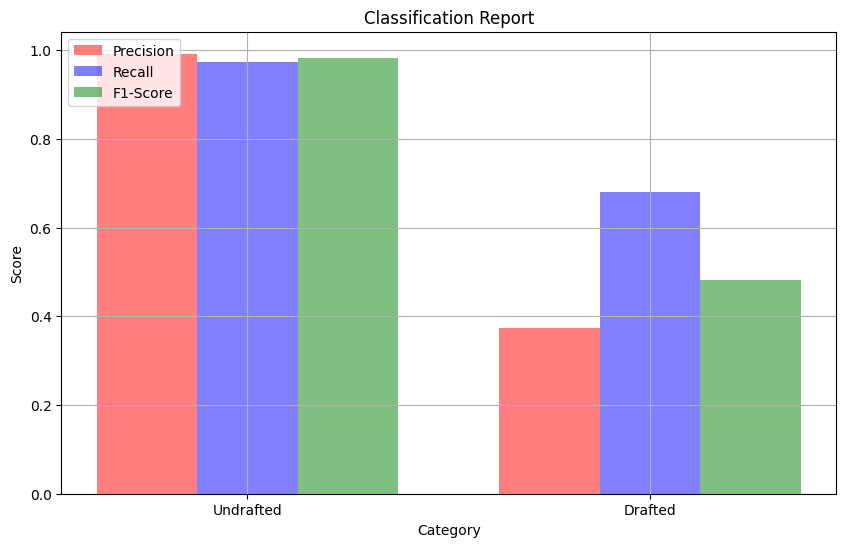 Classification Report
Precision
Recall
F1-Score
1.0
0.8
0.6
0.4
0.2
0.0
Score
Undrafted
Drafted
Category